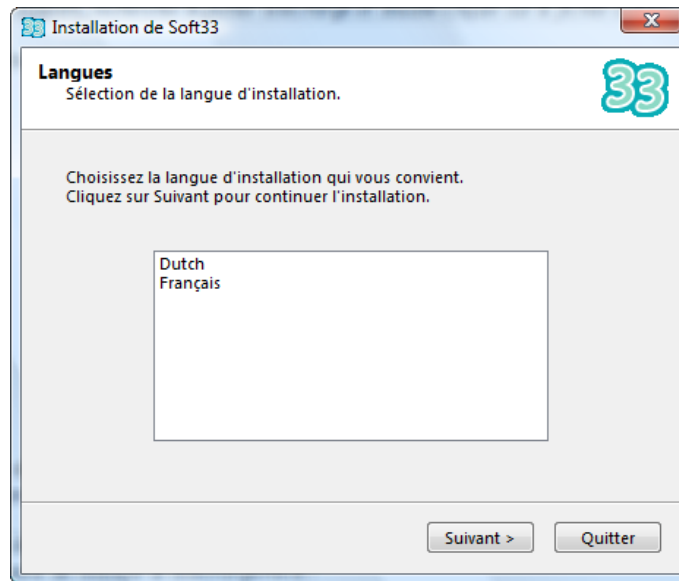 Installation de Soft33
Langues
Sélection de la langue d'installation.
33
Choisissez la langue d'installation qui vous convient.
Cliquez sur Suivant pour continuer l'installation.
Dutch
Français
Suivant >
Quitter